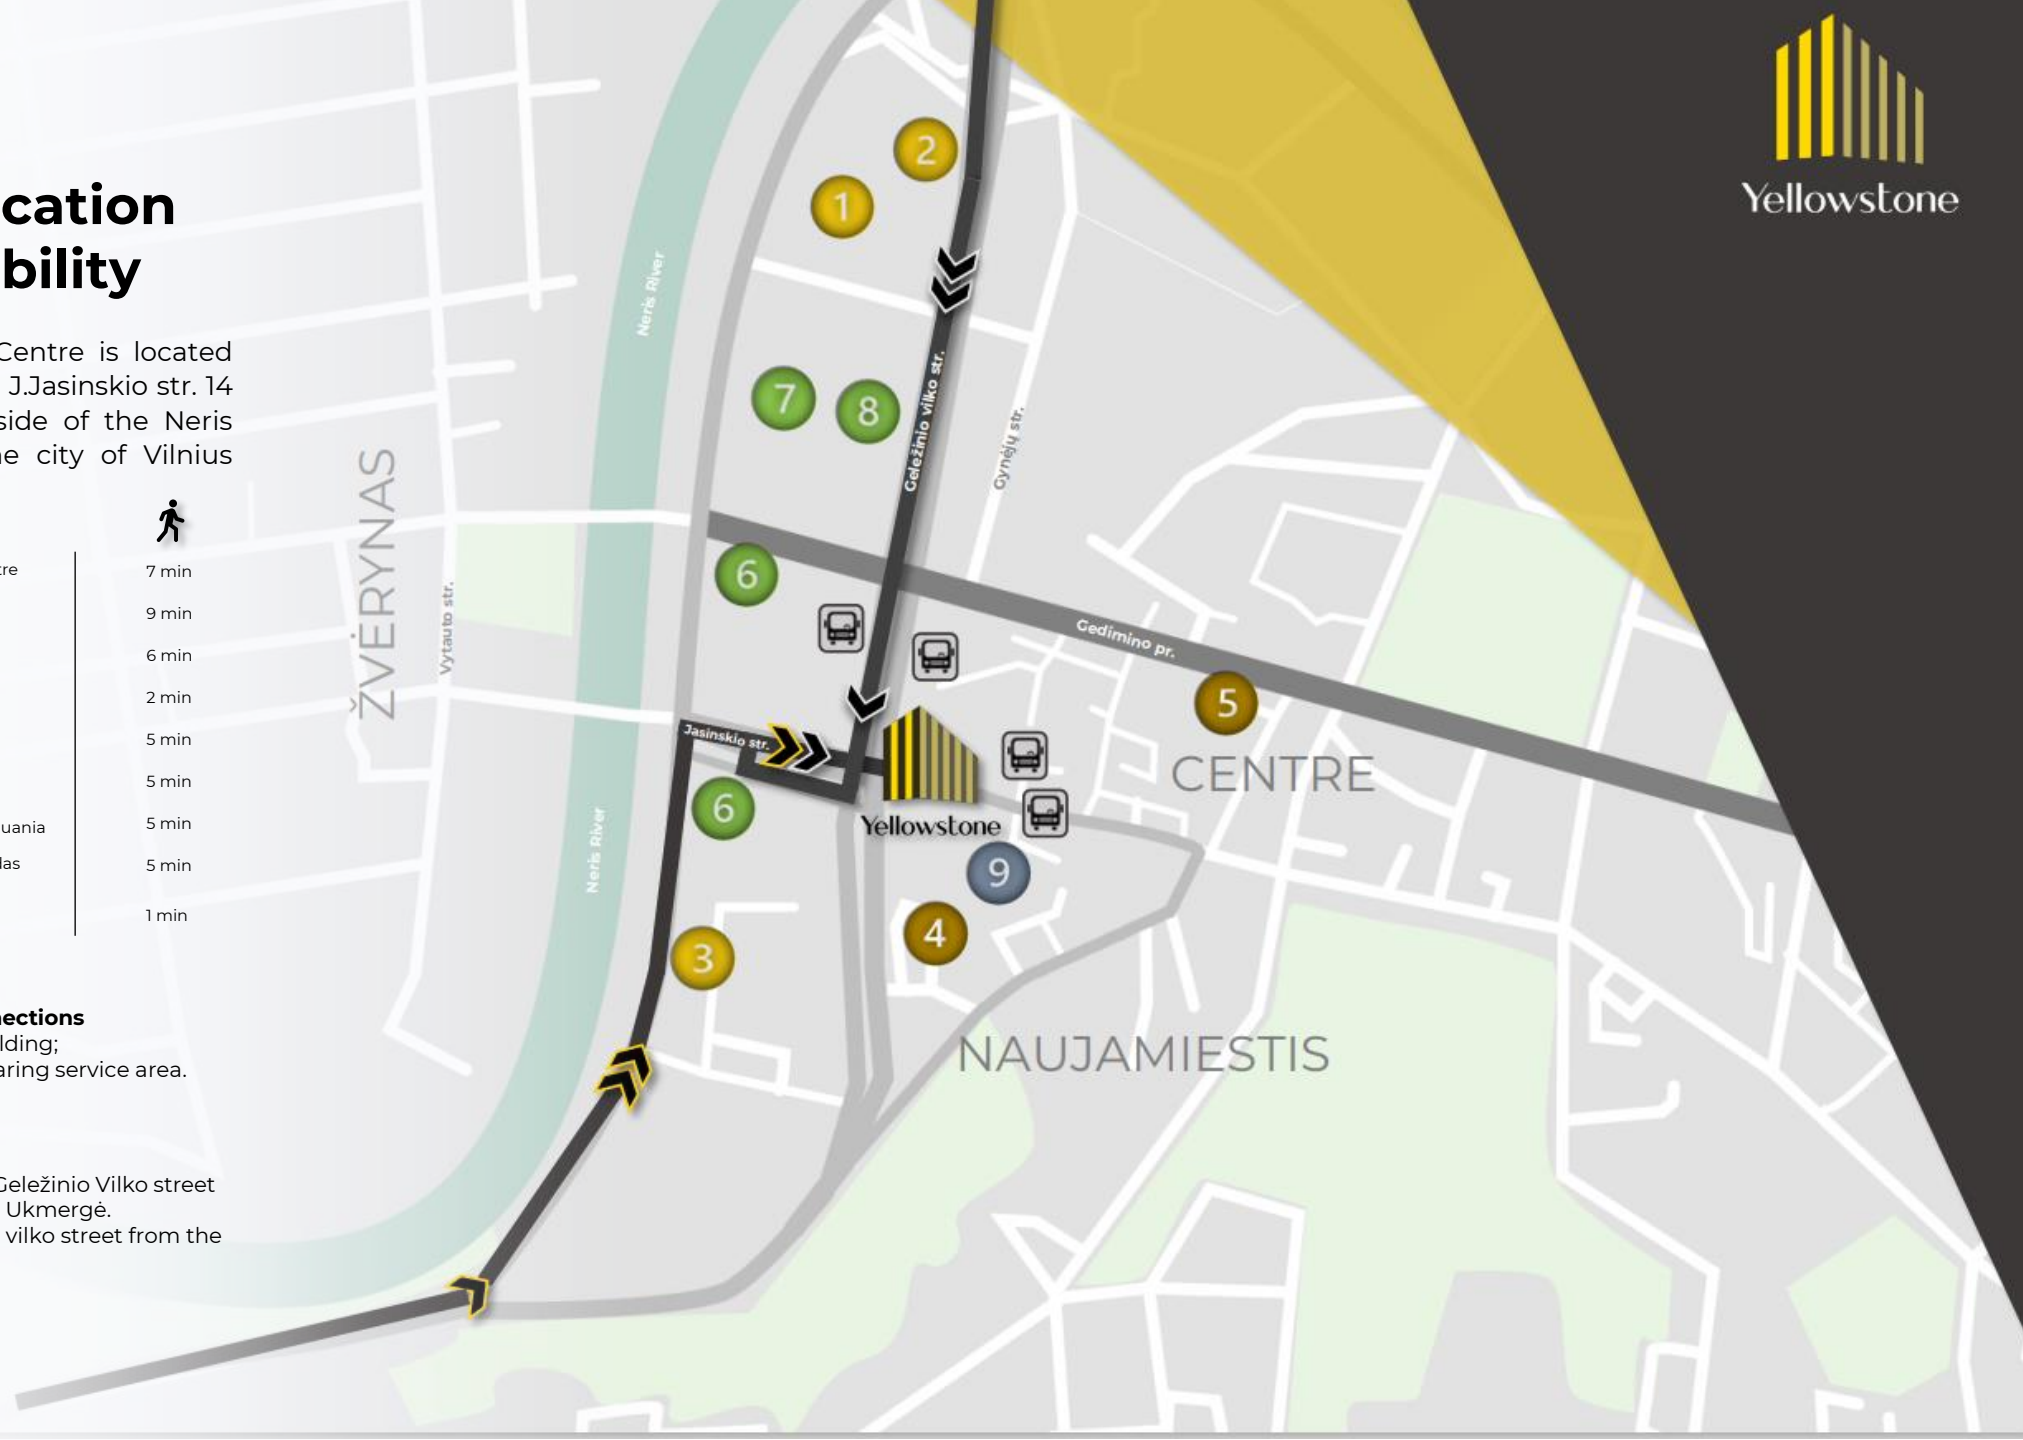 cation
bility
Centre is located
J.Jasinskio str. 14
side of the Neris
e city of Vilnius
tre
7 min
9 min
6 min
2 min
5 min
5 min
uania
5 min
das
5 min
1 min
nections
lding;
aring service area.
Geležinio Vilko street
Ukmergė.
vilko street from the
Yellowstone
2
1
Neris River
7
8
Geležinio vilko str.
Gynėjų str.
ŽVĖRYNAS
Vytauto str.
6
Gedimino pr.
5
Jasinskio str.
CENTRE
6
Yellowstone
Neris River
9
4
3
NAUJAMIESTIS